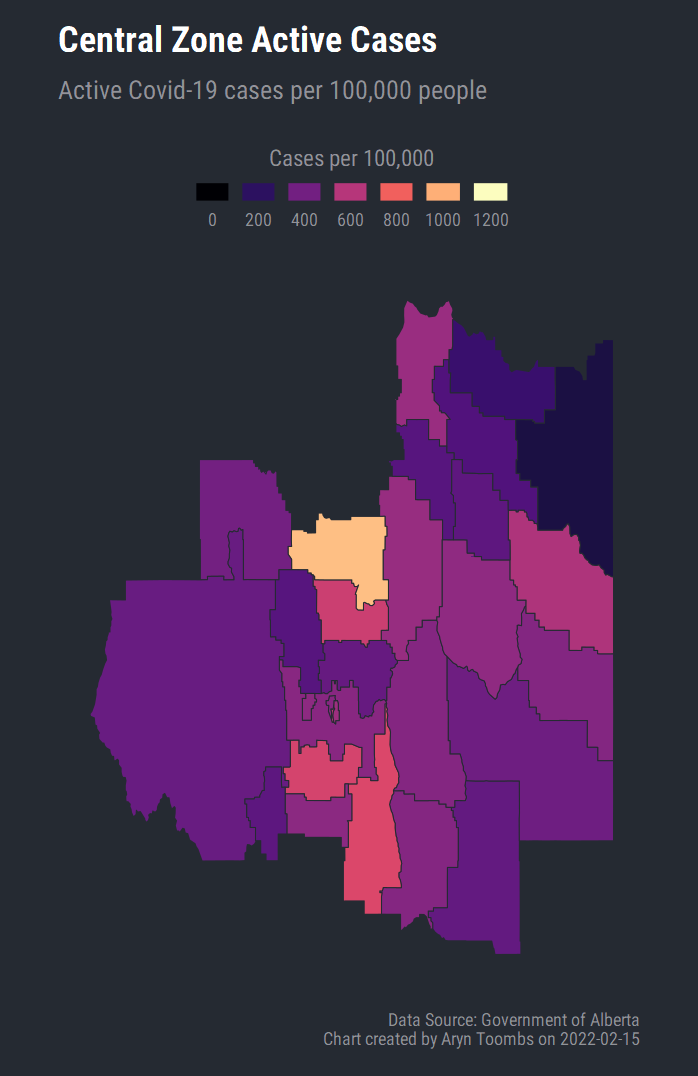 Central Zone Active Cases
Active Covid-19 cases per 100,000 people
Cases per 100,000
0 200 400 600 800 1000 1200
Data Source: Government of Alberta
Chart created by Aryn Toombs on 2022-02-15